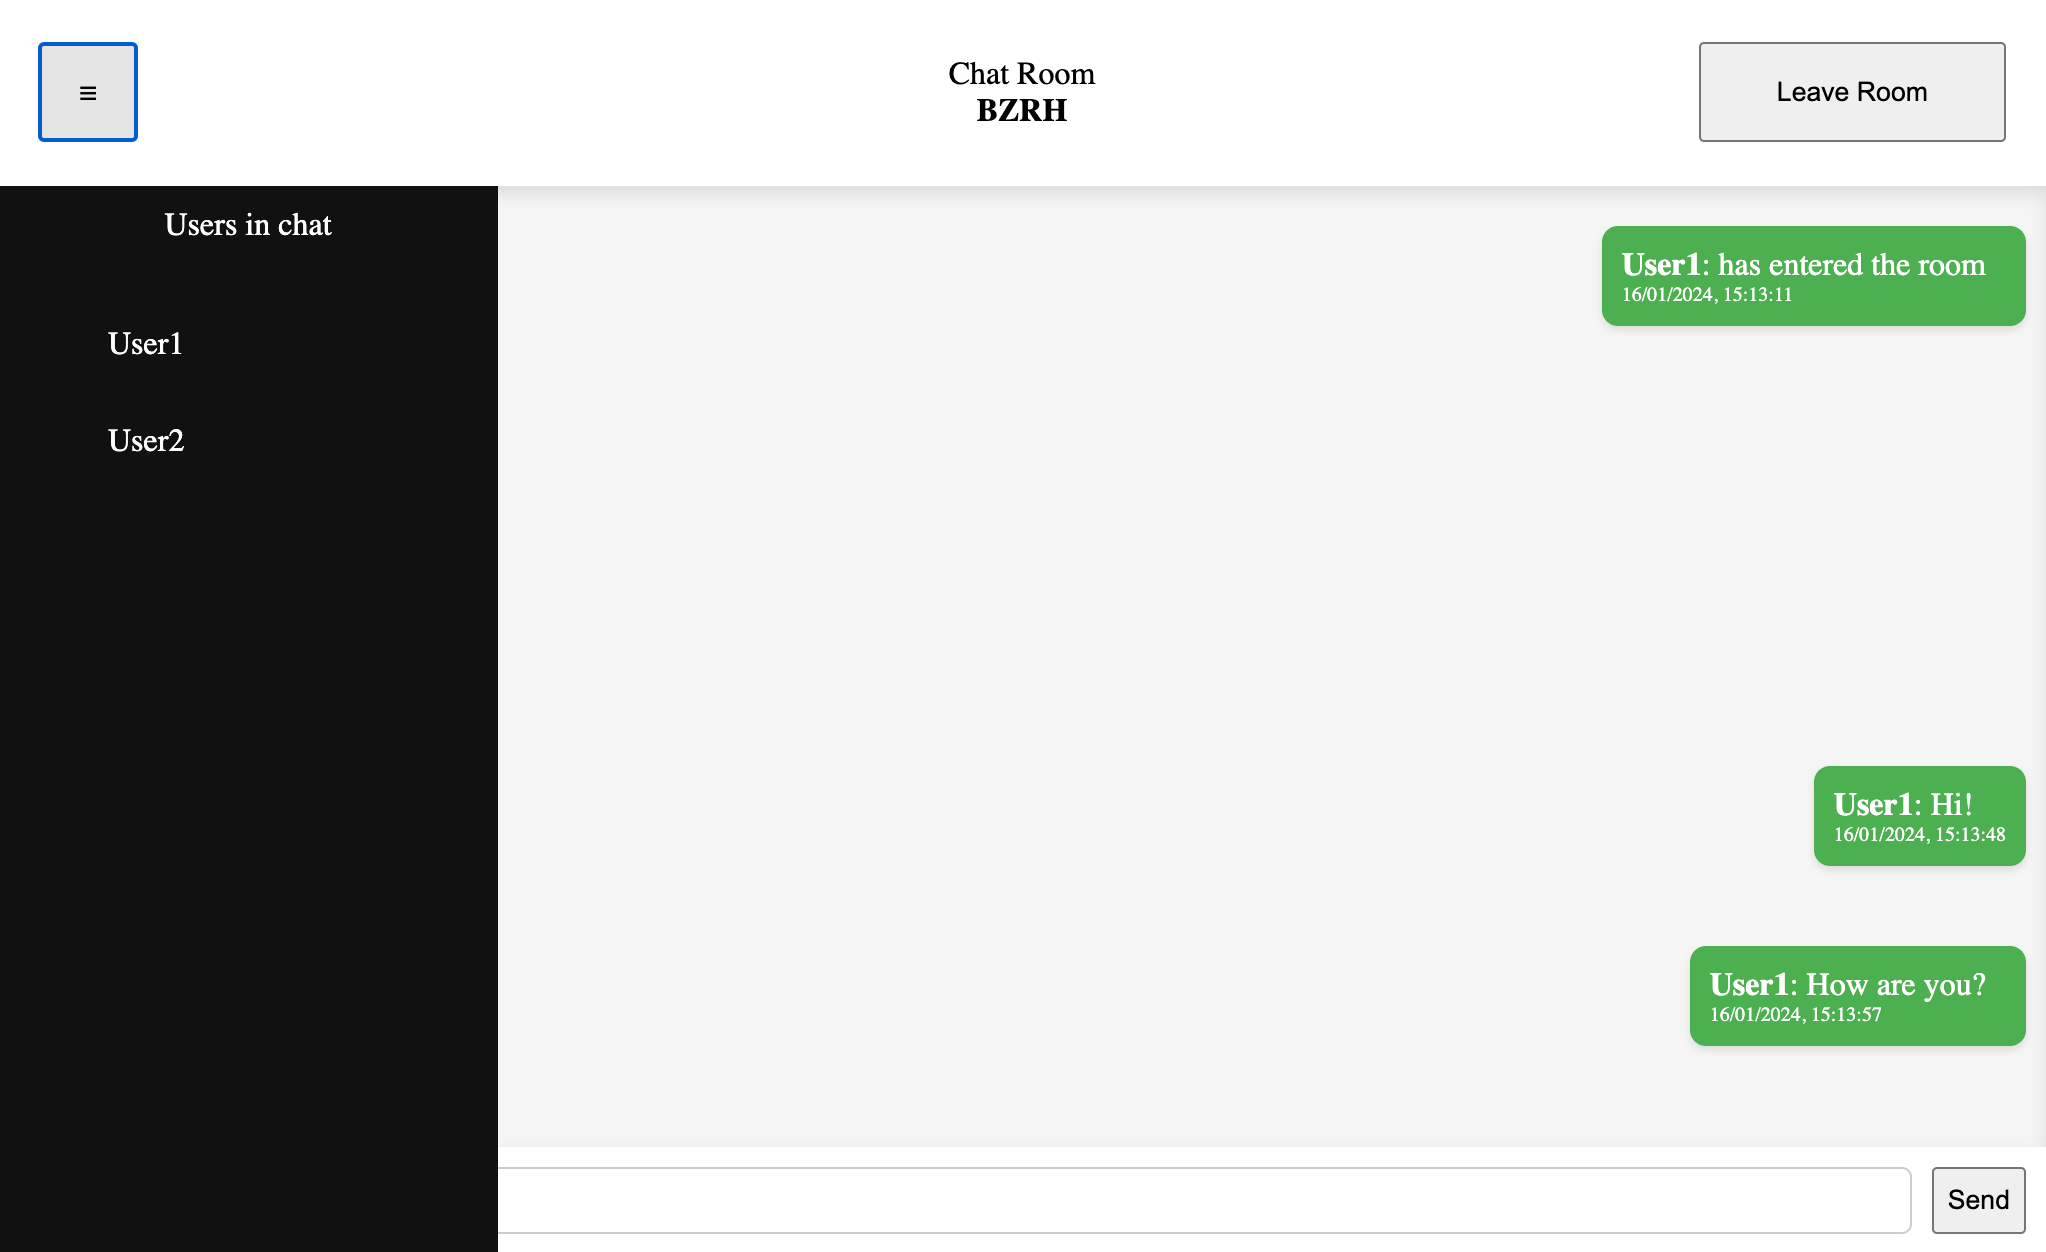 ≡
Chat Room
BZRH
Leave Room
Users in chat
User1
User2
User1: has entered the room
16/01/2024, 15:13:11
User1: Hi!
16/01/2024, 15:13:48
User1: How are you?
16/01/2024, 15:13:57
Send